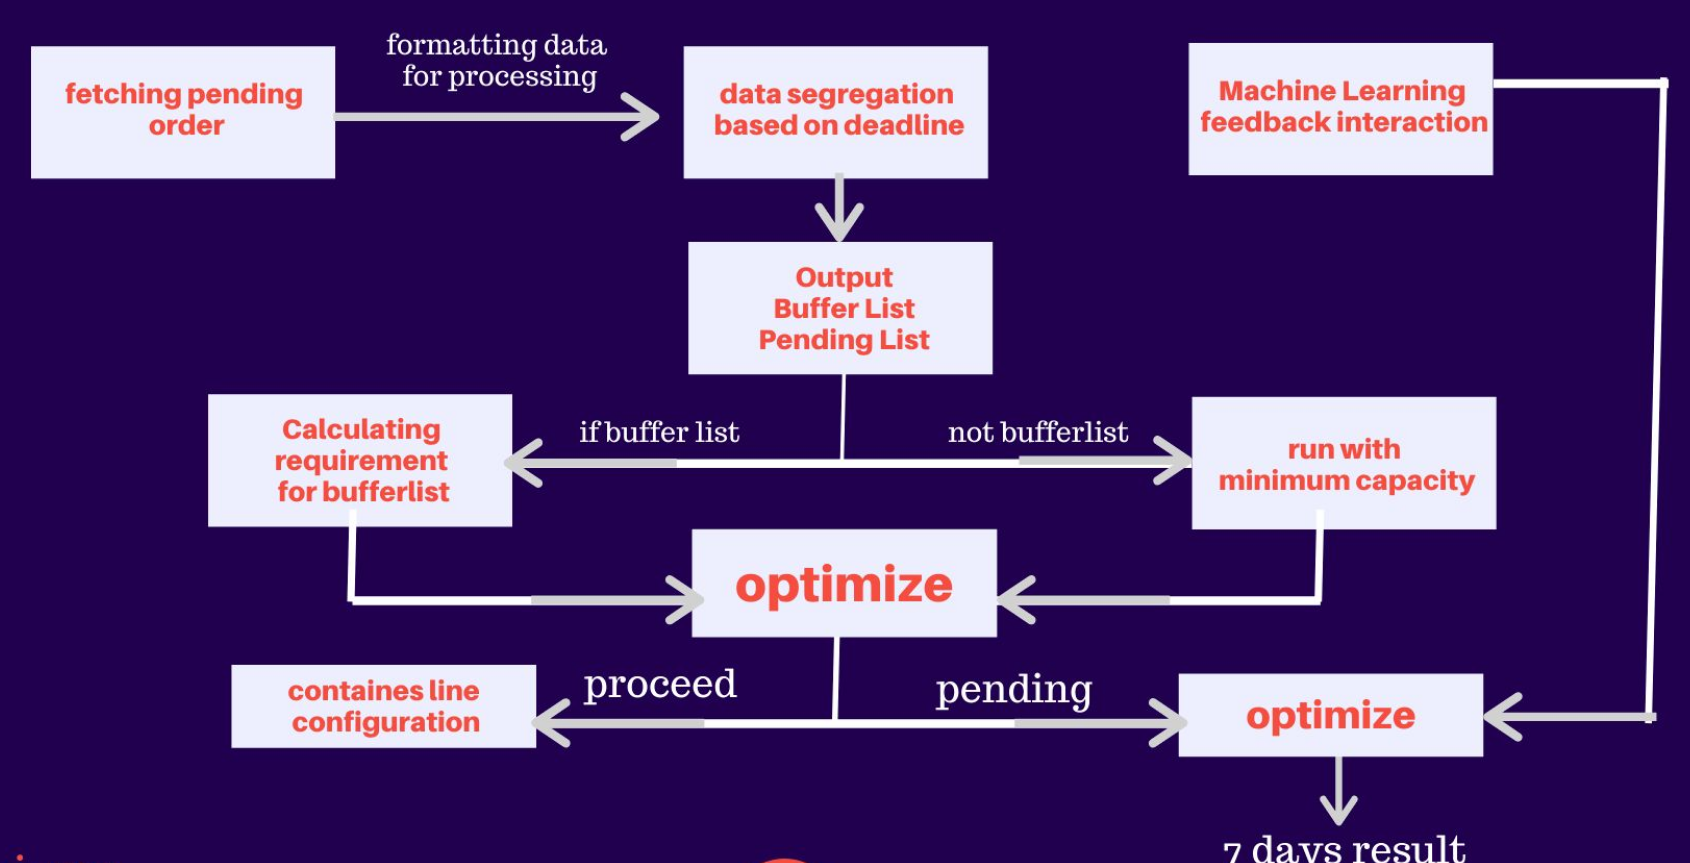 formatting data
for processing
fetching pending
order
data segregation
based on deadline
Machine Learning
feedback interaction
Output
Buffer List
Pending List
if buffer list
not bufferlist
Calculating
requirement
for bufferlist
run with
minimum capacity
optimize
proceed
pending
containes line
configuration
optimize
7 days result